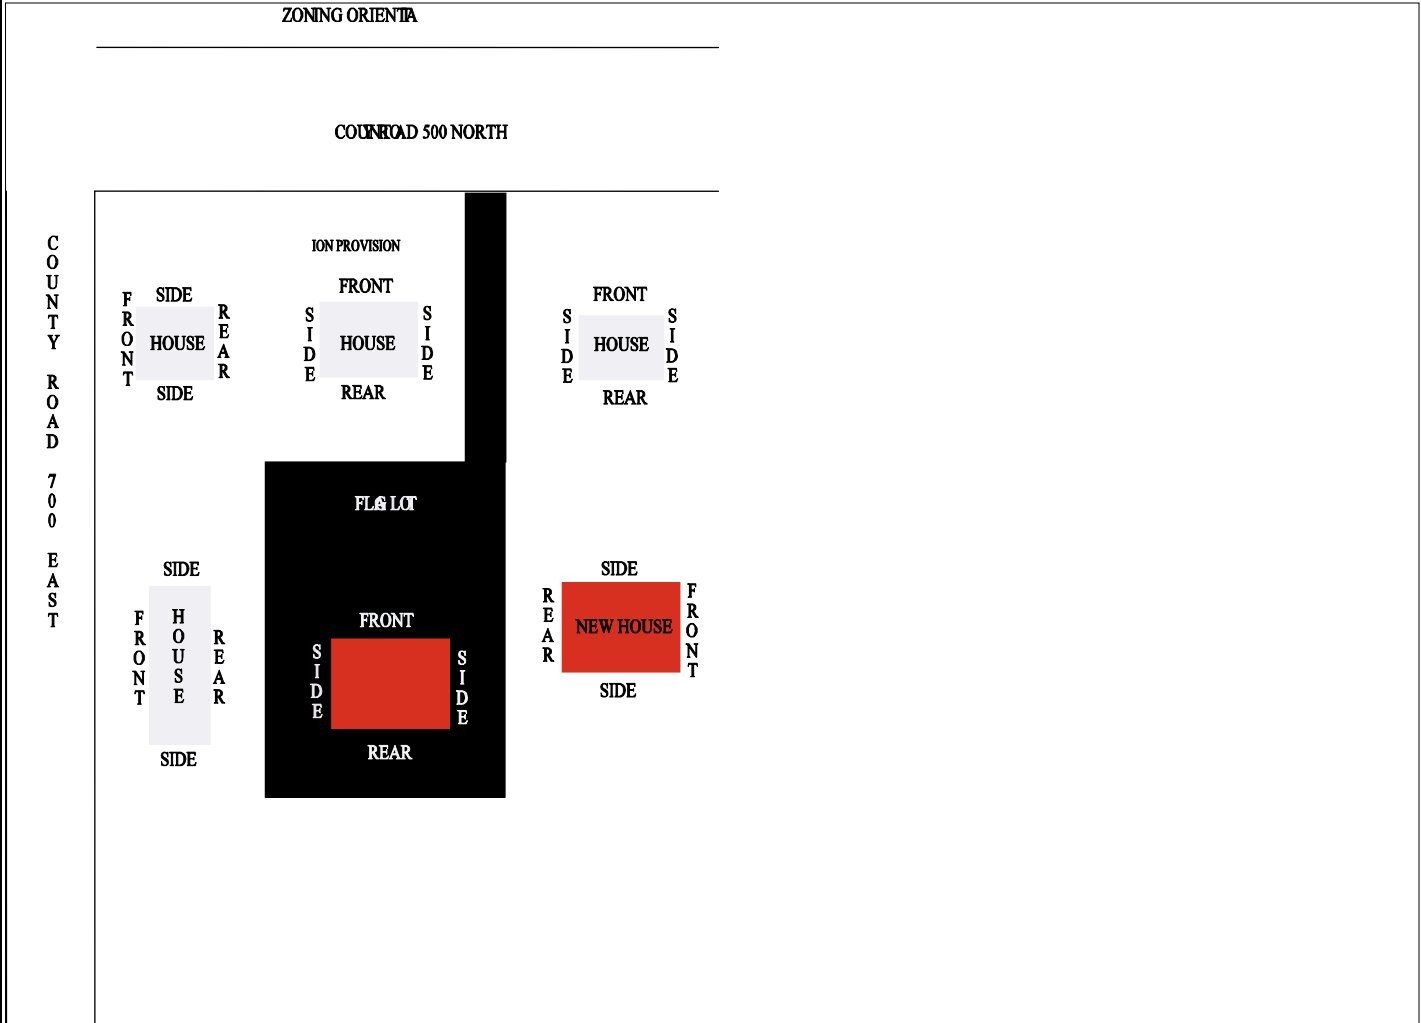 ZONING ORIENTA
COUNTY ROAD 500 NORTH
COUNTY ROAD 700 EAST
ION PROVISION
SIDE
FRONT
HOUSE
REAR
SIDE
FRONT
SIDE
HOUSE
SIDE
REAR
FRONT
SIDE
HOUSE
SIDE
REAR
FLAG LOT
SIDE
FRONT
HOUSE
REAR
SIDE
FRONT
SIDE
SIDE
REAR
SIDE
REAR
NEW HOUSE
FRONT
SIDE